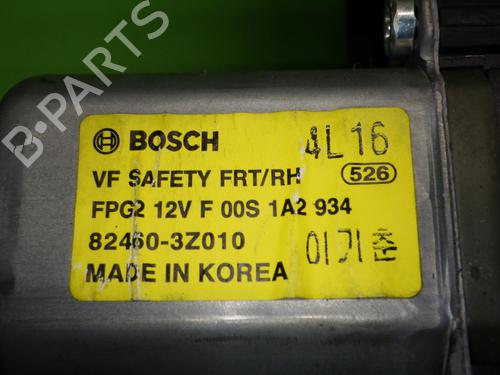 BOSCH 4L16
VF SAFETY FRT/RH 526
FPG2 12V F 00S 1A2 934
82460-3Z010 이기춘
MADE IN KOREA
B-PARTS